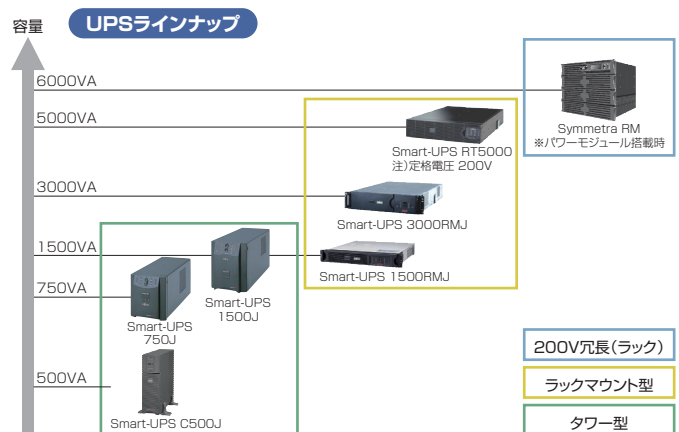 容量
UPSラインナップ
6000VA
5000VA
Symmetra RM
※パワーモジュール搭載時
Smart-UPS RT5000
注)定格電圧 200V
3000VA
Smart-UPS 3000RMJ
1500VA
Smart-UPS 1500RMJ
750VA
Smart-UPS
1500J
Smart-UPS
750J
500VA
Smart-UPS C500J
200V冗長(ラック)
ラックマウント型
タワー型